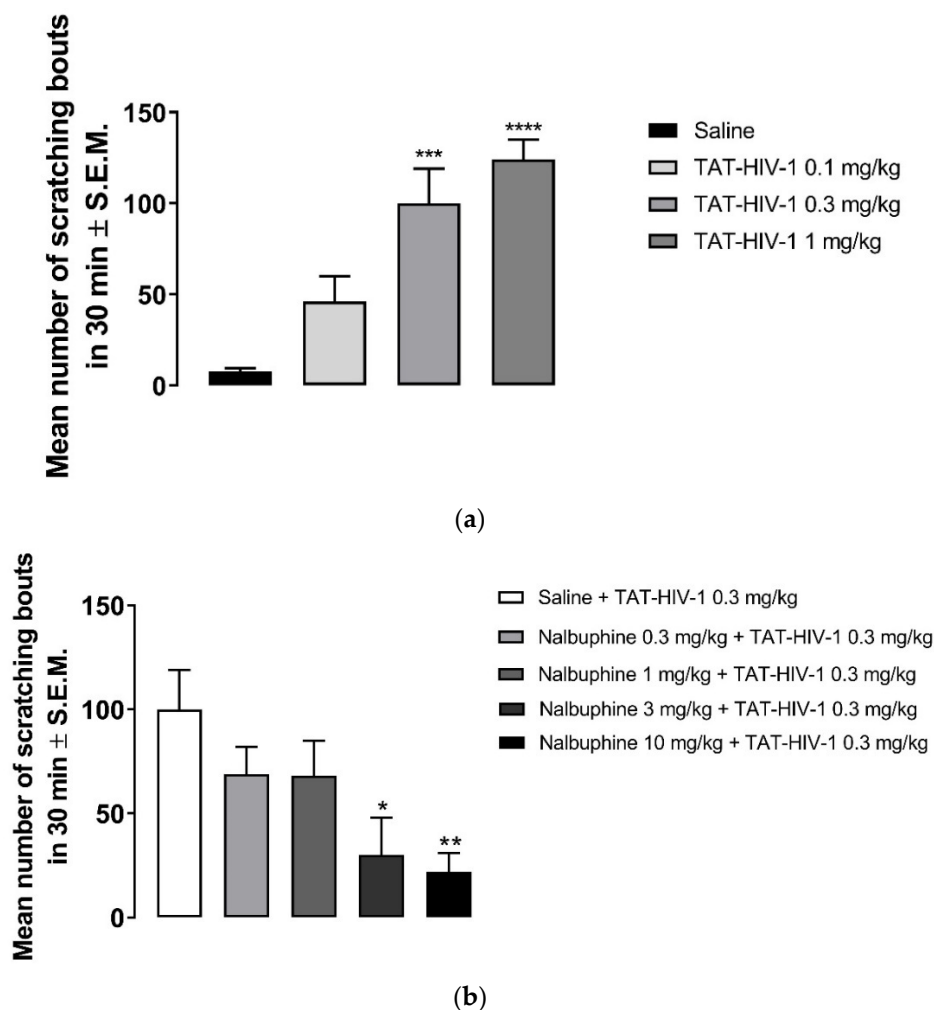 Mean number of scratching bouts
in 30 min ± S.E.M.
150
100
50
0
***
****
Saline
TAT-HIV-1 0.1 mg/kg
TAT-HIV-1 0.3 mg/kg
TAT-HIV-1 1 mg/kg
(a)
Mean number of scratching bouts
in 30 min ± S.E.M.
150
100
50
0
*
**
Saline + TAT-HIV-1 0.3 mg/kg
Nalbuphine 0.3 mg/kg + TAT-HIV-1 0.3 mg/kg
Nalbuphine 1 mg/kg + TAT-HIV-1 0.3 mg/kg
Nalbuphine 3 mg/kg + TAT-HIV-1 0.3 mg/kg
Nalbuphine 10 mg/kg + TAT-HIV-1 0.3 mg/kg
(b)